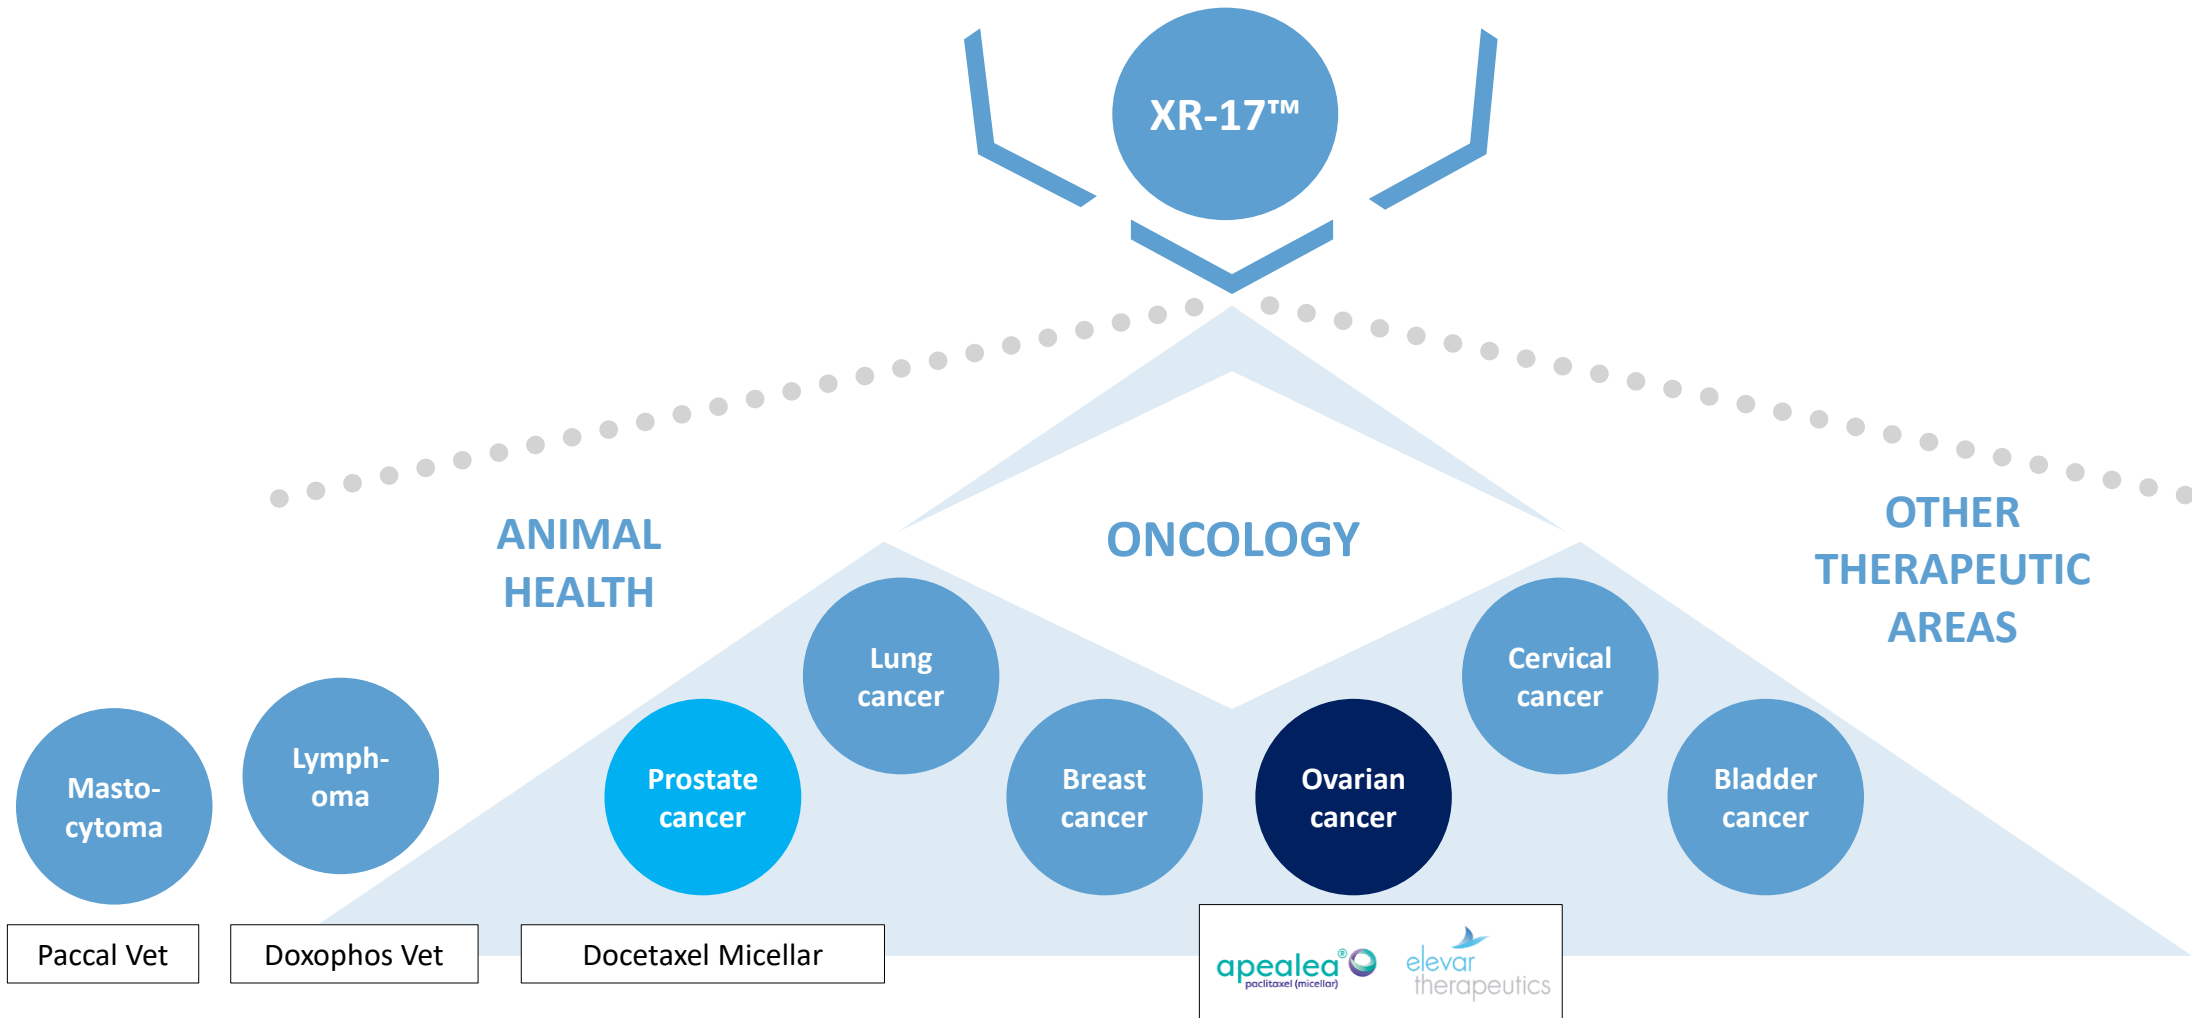 XR-17™
ANIMAL
HEALTH
ONCOLOGY
OTHER
THERAPEUTIC
AREAS
Masto-
cytoma
Lymph-
oma
Prostate
cancer
Lung
cancer
Breast
cancer
Ovarian
cancer
Cervical
cancer
Bladder
cancer
Paccal Vet
Doxophos Vet
Docetaxel Micellar
apealea®
paclitaxel (micellar)
elevar
therapeutics